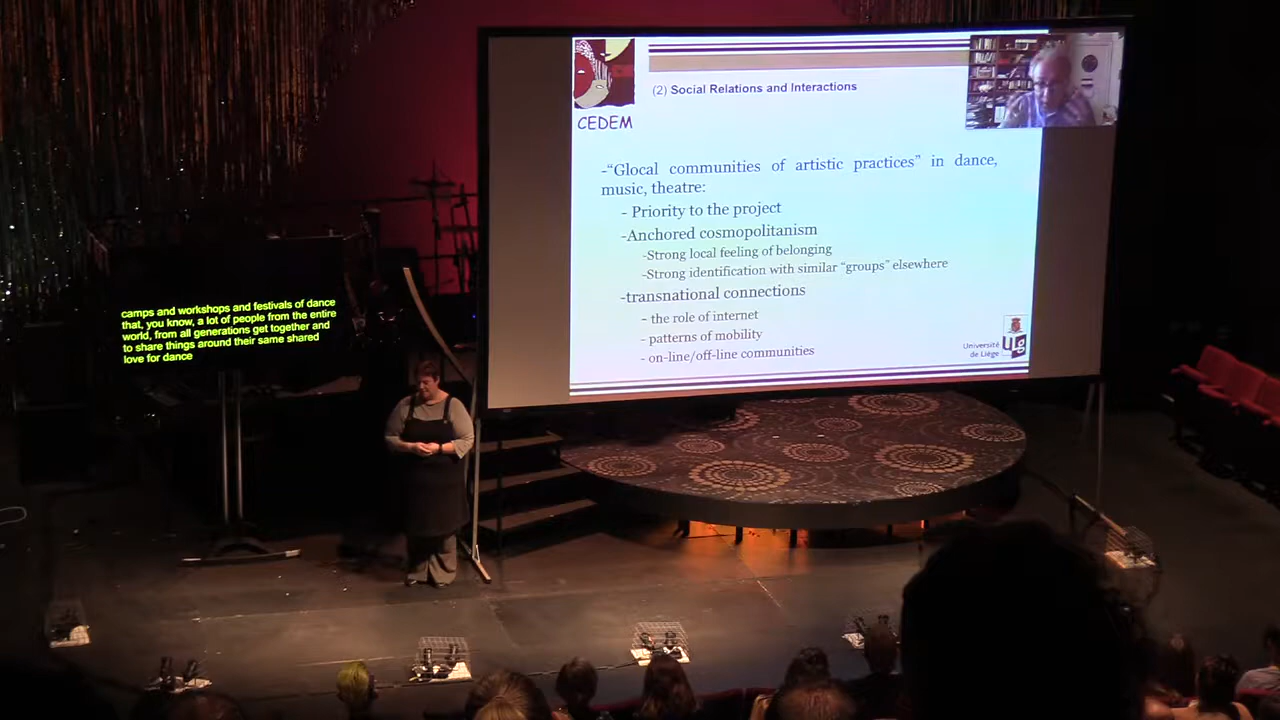 CEDEM
(2) Social Relations and Interactions
-“Glocal communities of artistic practices” in dance,
music, theatre:
- Priority to the project
-Anchored cosmopolitanism
-Strong local feeling of belonging
-Strong identification with similar “groups” elsewhere
-transnational connections
- the role of internet
- patterns of mobility
- on-line/off-line communities
Université
de Liège
ULg
camps and workshops and festivals of dance
that, you know, a lot of people from the entire
world, from all generations get together and
to share things around their same shared
love for dance